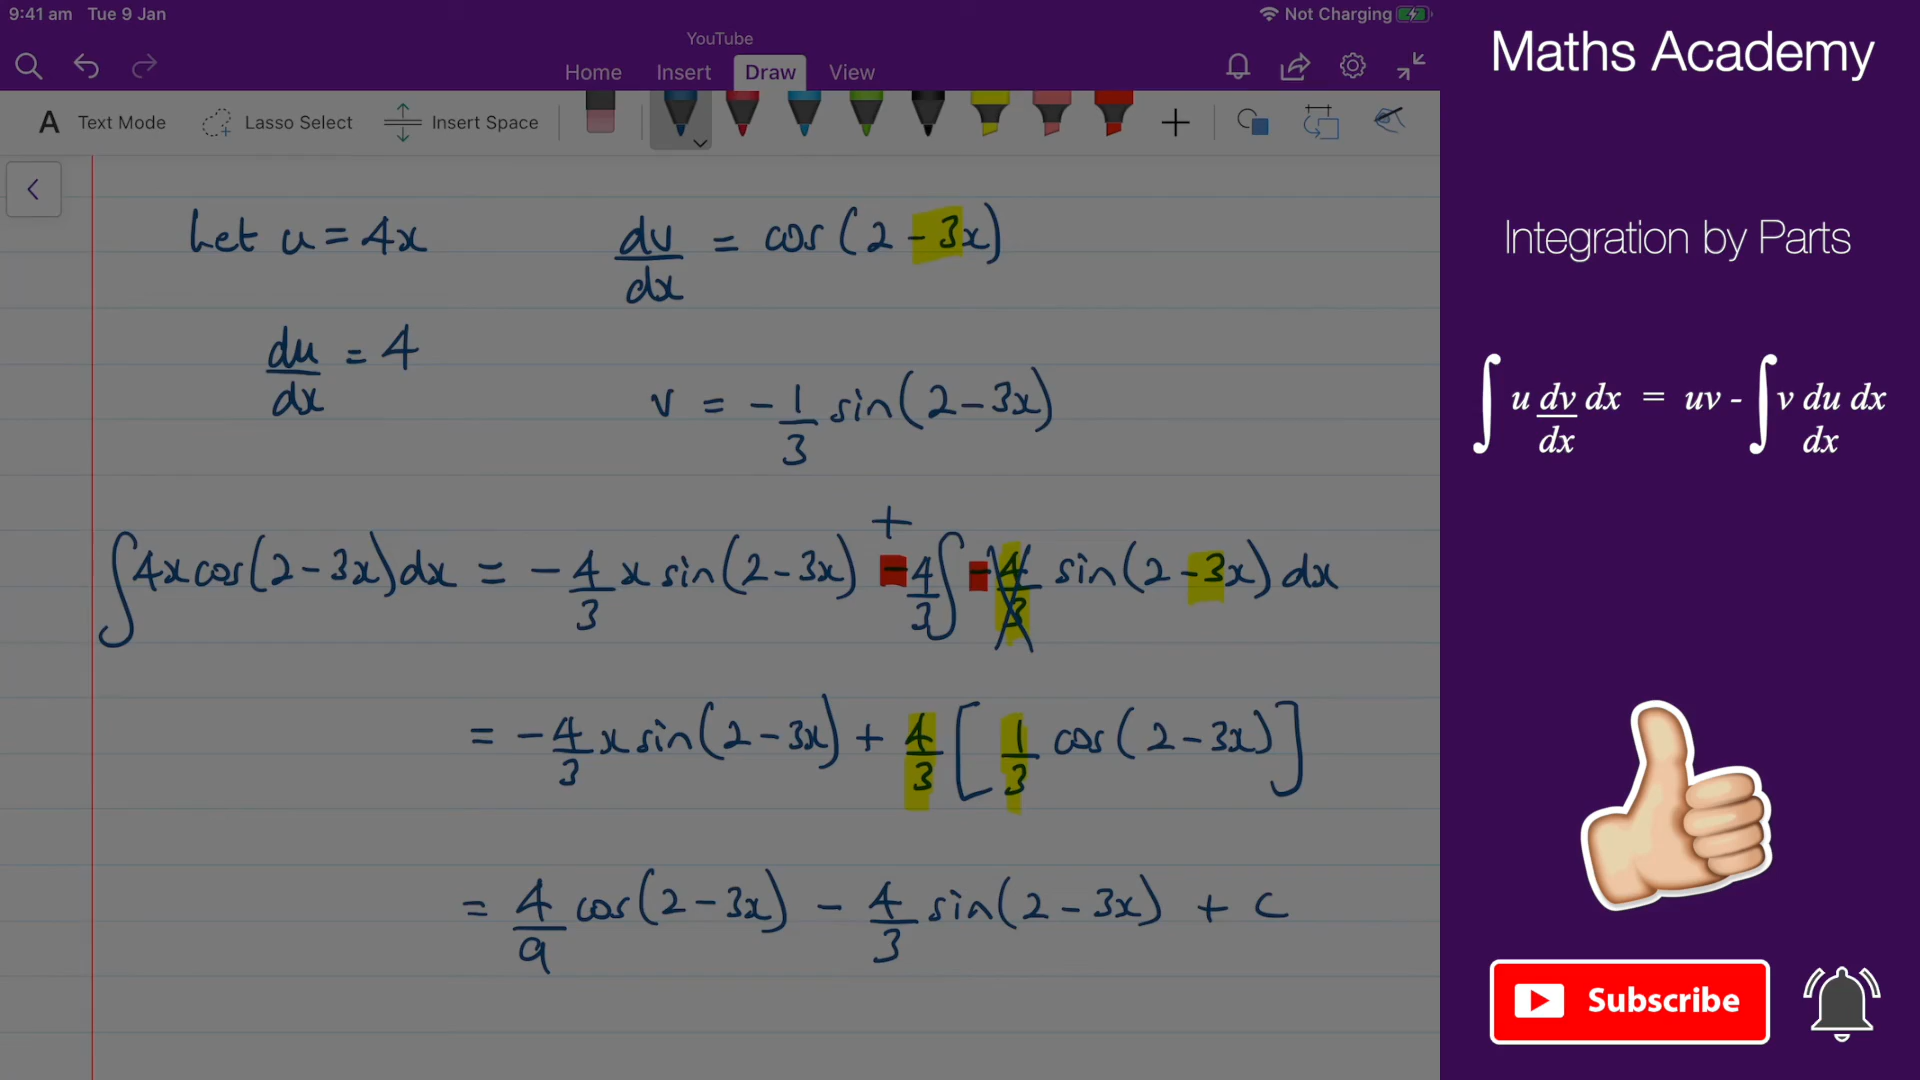 9:41 am Tue 9 Jan
Not Charging
YouTube
Home Insert Draw View
A Text Mode Lasso Select Insert Space
Let u = 4x
dv/dx = cos(2 - 3x)
du/dx = 4
v = -1/3 sin(2-3x)
+
∫4x cos(2-3x)dx = -4/3 x sin(2-3x) - 4/3 ∫ - 4/3 sin(2-3x) dx
= -4/3 x sin(2-3x) + 4/3 [ 1/3 cos(2-3x) ]
= 4/9 cos(2-3x) - 4/3 sin(2-3x) + c
Maths Academy
Integration by Parts
∫ u dv/dx dx = uv - ∫ v du/dx dx
Subscribe